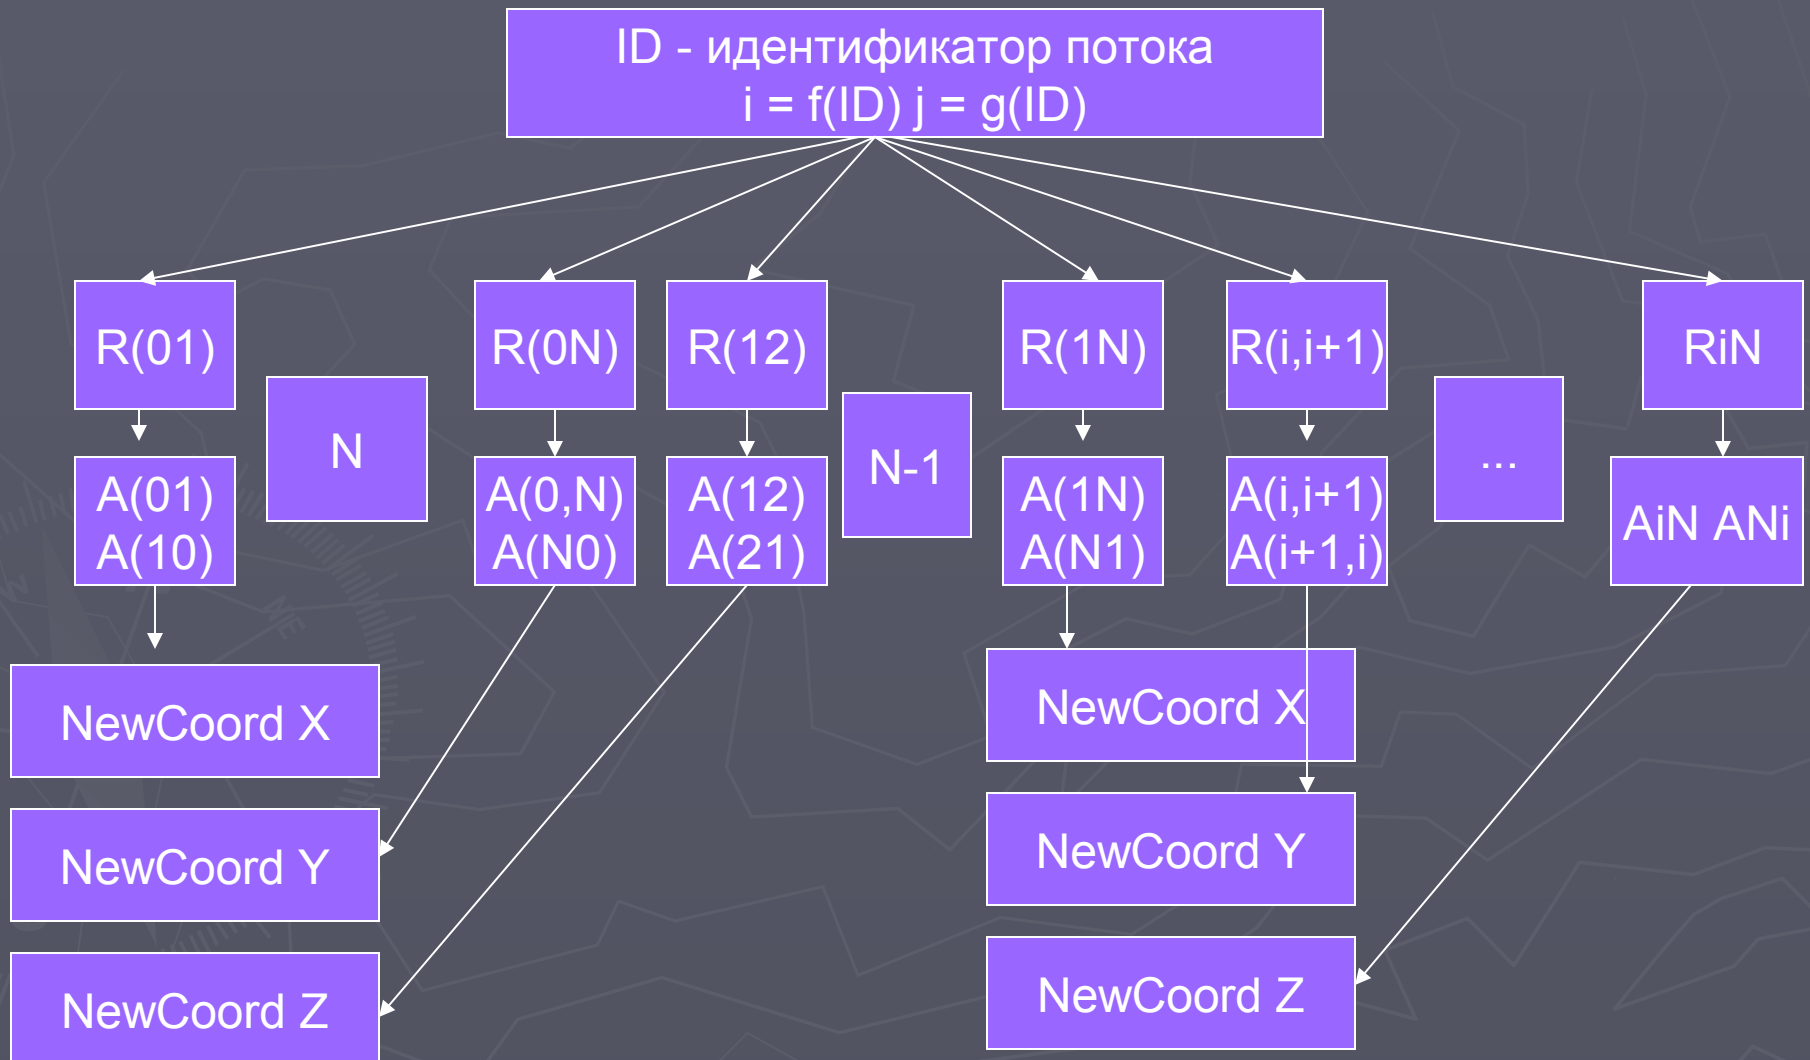 ID - идентификатор потока
i = f(ID) j = g(ID)
R(01)
R(0N)
R(12)
R(1N)
R(i,i+1)
RiN
N
N-1
...
A(01)
A(10)
A(0,N)
A(N0)
A(12)
A(21)
A(1N)
A(N1)
A(i,i+1)
A(i+1,i)
AiN ANi
NewCoord X
NewCoord Y
NewCoord Z
NewCoord X
NewCoord Y
NewCoord Z